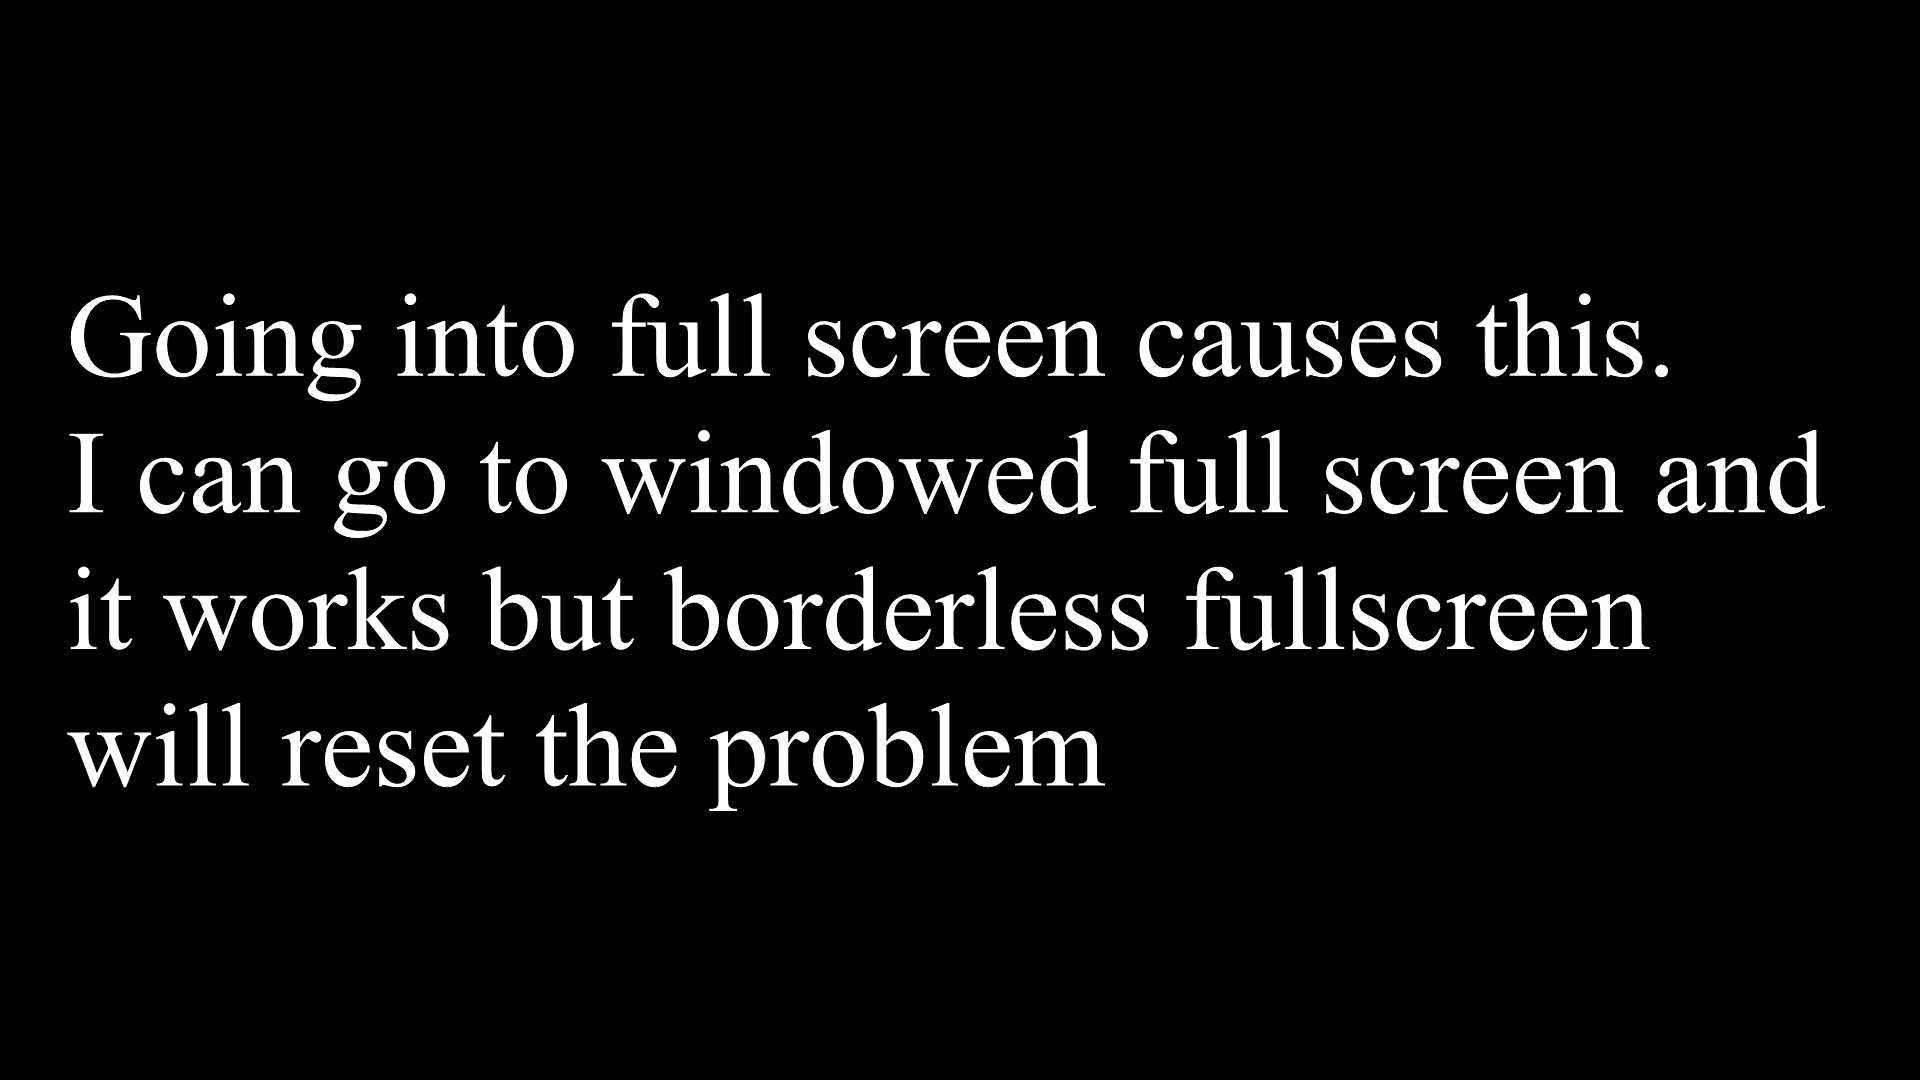 Going into full screen causes this.
I can go to windowed full screen and
it works but borderless fullscreen
will reset the problem